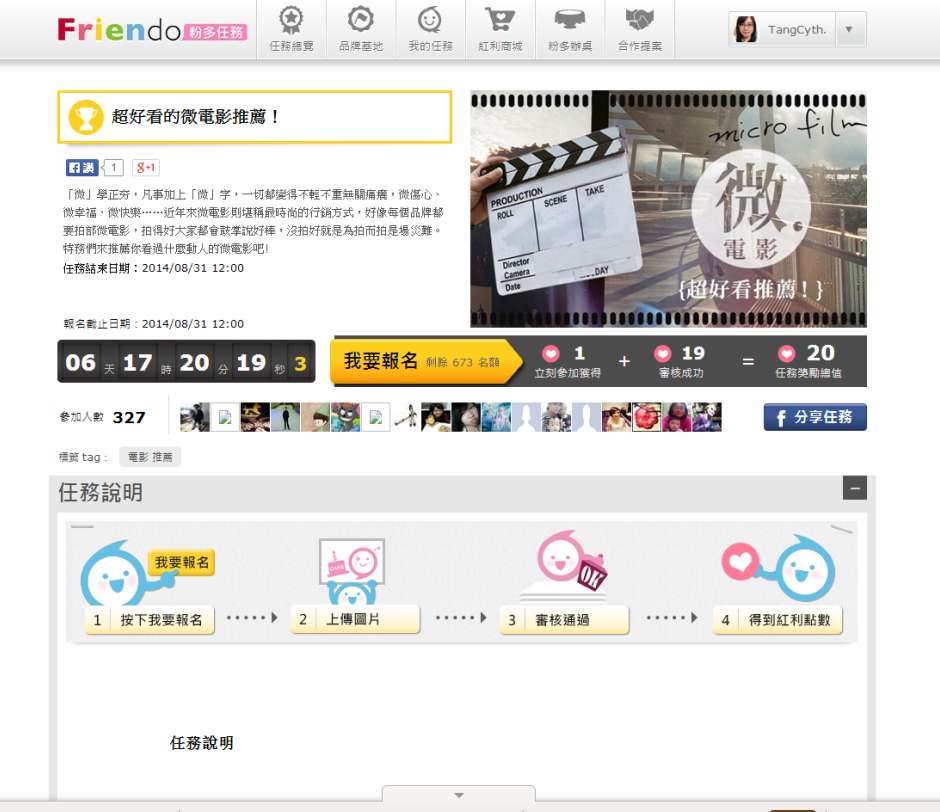 Friendo 粉多任務
任務總覽
品牌基地
我的任務
紅利商城
粉多辦桌
合作提案
TangCyth.
超好看的微電影推薦！
讚 1
g+1
「微」學正夯，凡事加上「微」字，一切都變得不輕不重無關痛癢，微傷心、
微幸福、微快樂……近年來微電影則堪稱最時尚的行銷方式，好像每個品牌都
要拍部微電影，拍得好大家都會鼓掌說好棒，沒拍好就是為拍而拍是場災難。
特務們來推薦你看過什麼動人的微電影吧!
任務結束日期：2014/08/31 12:00
報名截止日期：2014/08/31 12:00
micro film
微.
電影
{超好看推薦！}
PRODUCTION
ROLL
SCENE
TAKE
Director
Camera
Date
DAY
06 天 17 時 20 分 19 秒 3
我要報名 剩餘 673 名額
1
立刻參加獲得
+
19
審核成功
=
20
任務獎勵總值
參加人數 327
分享任務
標籤 tag：
電影 推薦
任務說明
我要報名
OK
1 按下我要報名
2 上傳圖片
3 審核通過
4 得到紅利點數
任務說明